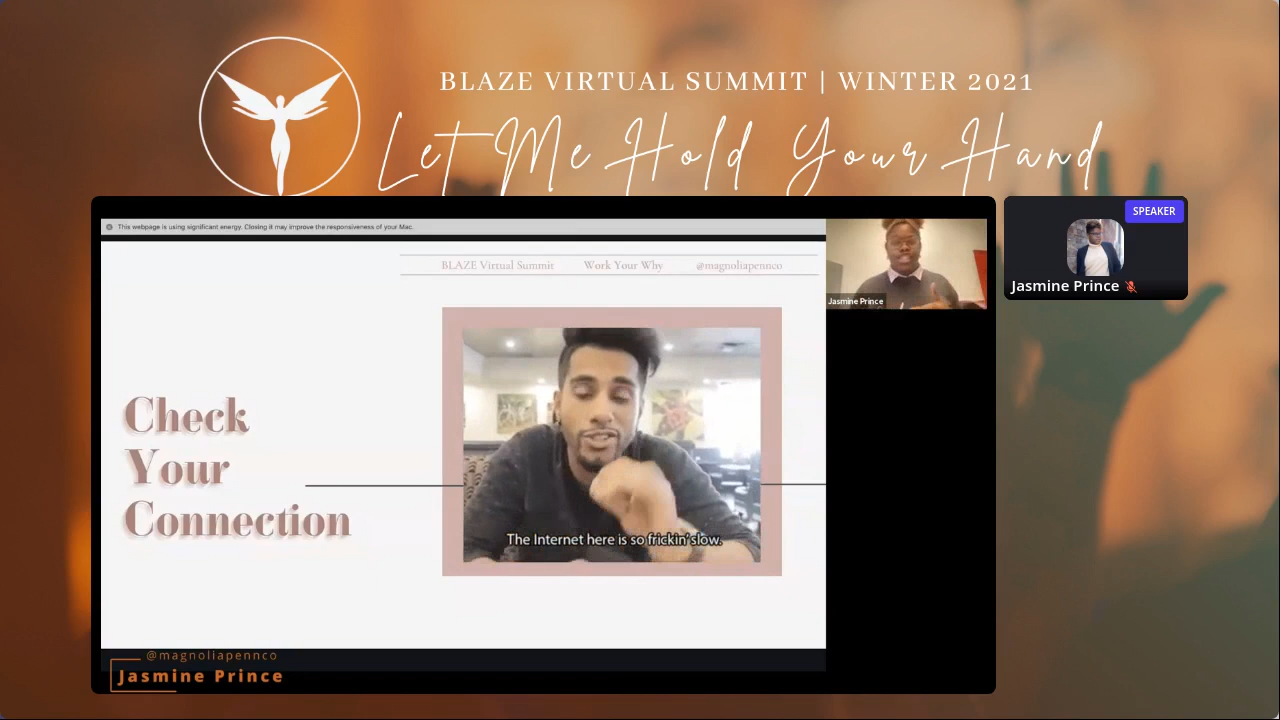 BLAZE VIRTUAL SUMMIT | WINTER 2021
Let Me Hold Your Hand
This webpage is using significant energy. Closing it may improve the responsiveness of your Mac.
BLAZE Virtual Summit Work Your Why @magnoliapennco
Check
Your
Connection
The Internet here is so frickin' slow.
Jasmine Prince
SPEAKER
Jasmine Prince
@magnoliapennco
Jasmine Prince